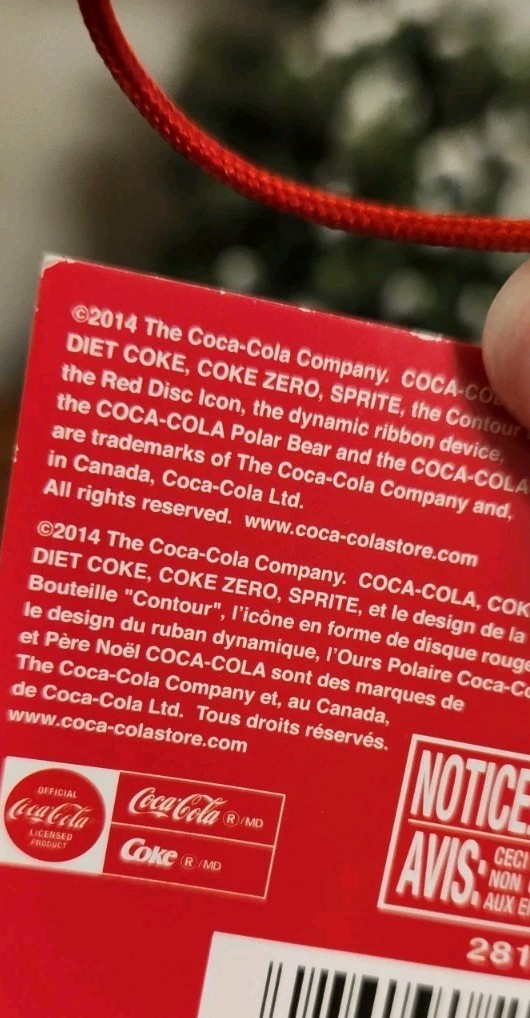 ©2014 The Coca-Cola Company. COCA-CO
DIET COKE, COKE ZERO, SPRITE, the Contour
the Red Disc Icon, the dynamic ribbon device,
the COCA-COLA Polar Bear and the COCA-COLA
are trademarks of The Coca-Cola Company and,
in Canada, Coca-Cola Ltd.
All rights reserved. www.coca-colastore.com
©2014 The Coca-Cola Company. COCA-COLA, CO
DIET COKE, COKE ZERO, SPRITE, et le design de la
Bouteille "Contour", l'icône en forme de disque roug
le design du ruban dynamique, l'Ours Polaire Coca-C
et Père Noël COCA-COLA sont des marques de
The Coca-Cola Company et, au Canada,
de Coca-Cola Ltd. Tous droits réservés.
www.coca-colastore.com
OFFICIAL
Coca-Cola
LICENSED
PRODUCT
Coca-Cola ®/MD
Coke ®/MD
NOTICE
AVIS:
CECI
NON
AUX E
281